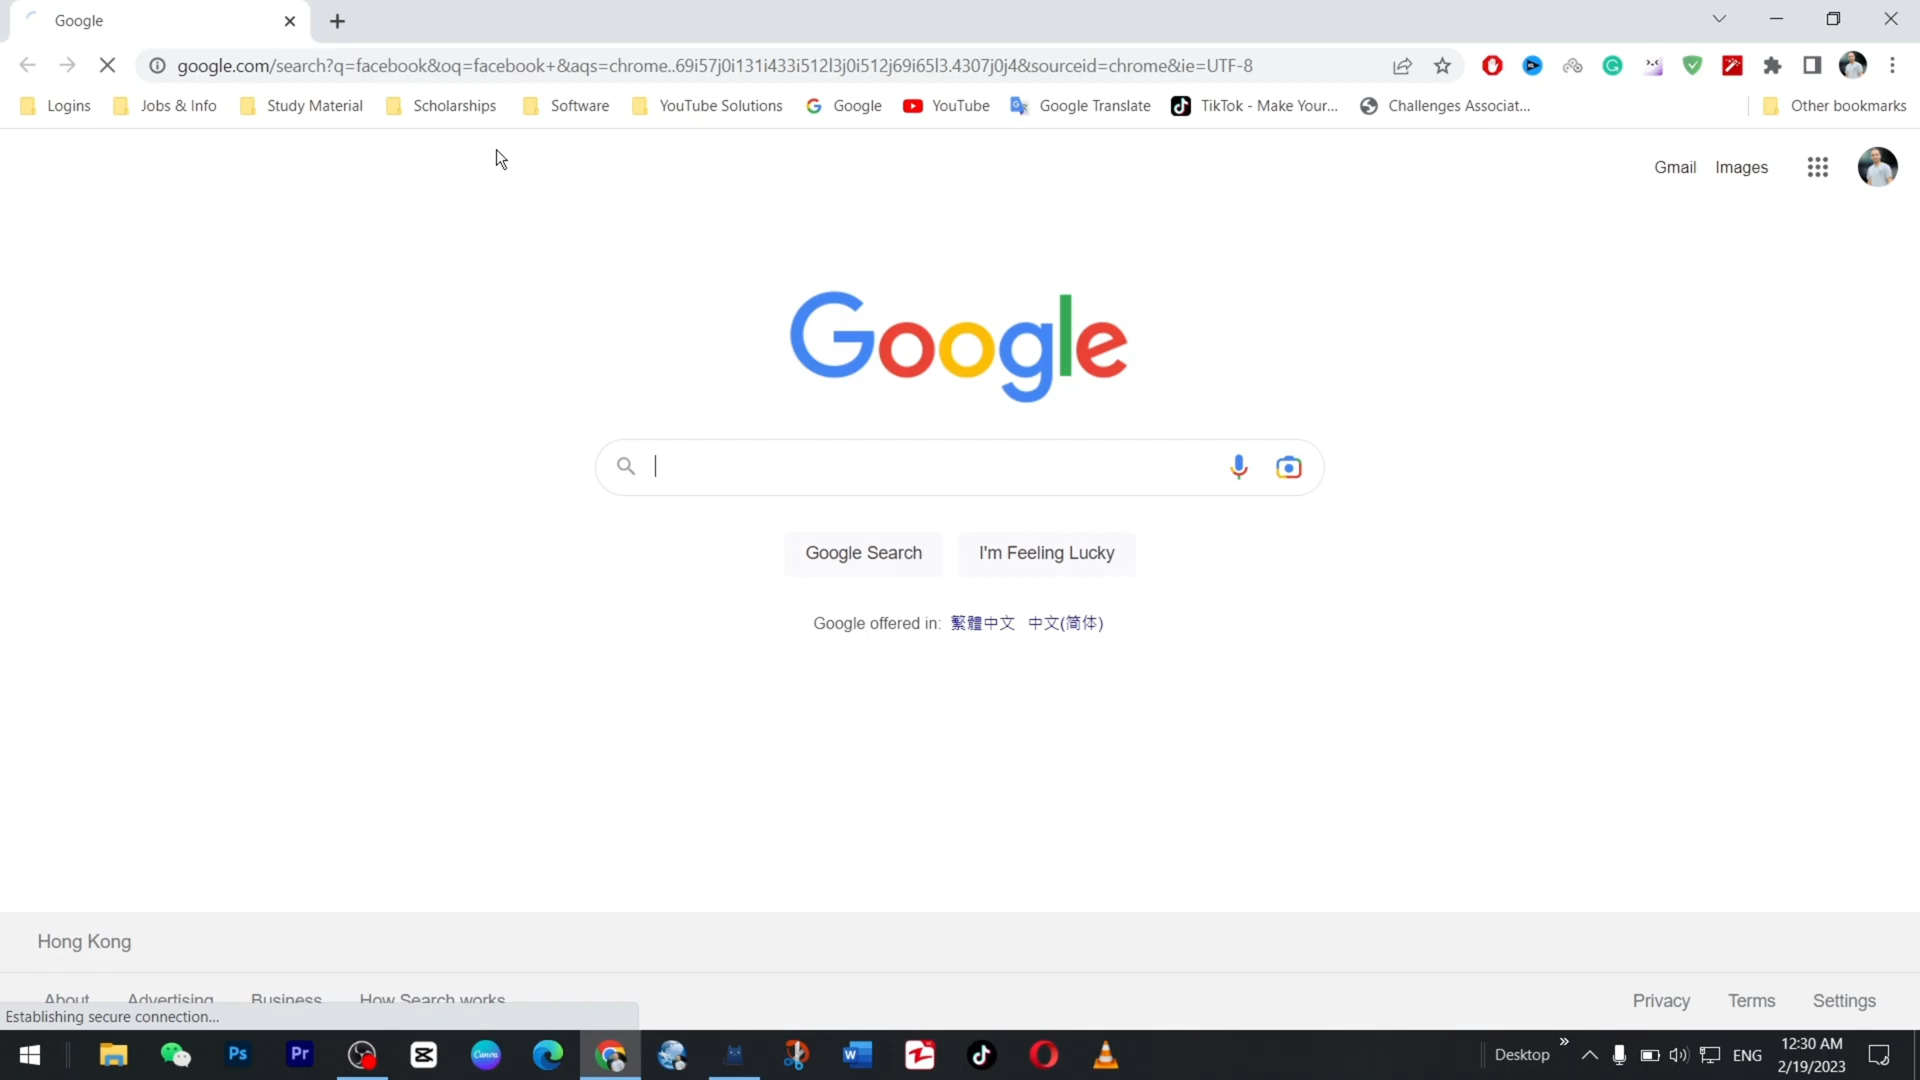 Google
google.com/search?q=facebook&oq=facebook+&aqs=chrome..69i57j0i131i433i512l3j0i512j69i65l3.4307j0j4&sourceid=chrome&ie=UTF-8
Logins Jobs & Info Study Material Scholarships Software YouTube Solutions Google YouTube Google Translate TikTok - Make Your... Challenges Associat... Other bookmarks
Gmail Images
Google
Google Search I'm Feeling Lucky
Google offered in: 繁體中文 中文(简体)
Hong Kong
About Advertising Business How Search works Privacy Terms Settings
Establishing secure connection...
Ps Pr Canva W Desktop ENG 12:30 AM
2/19/2023